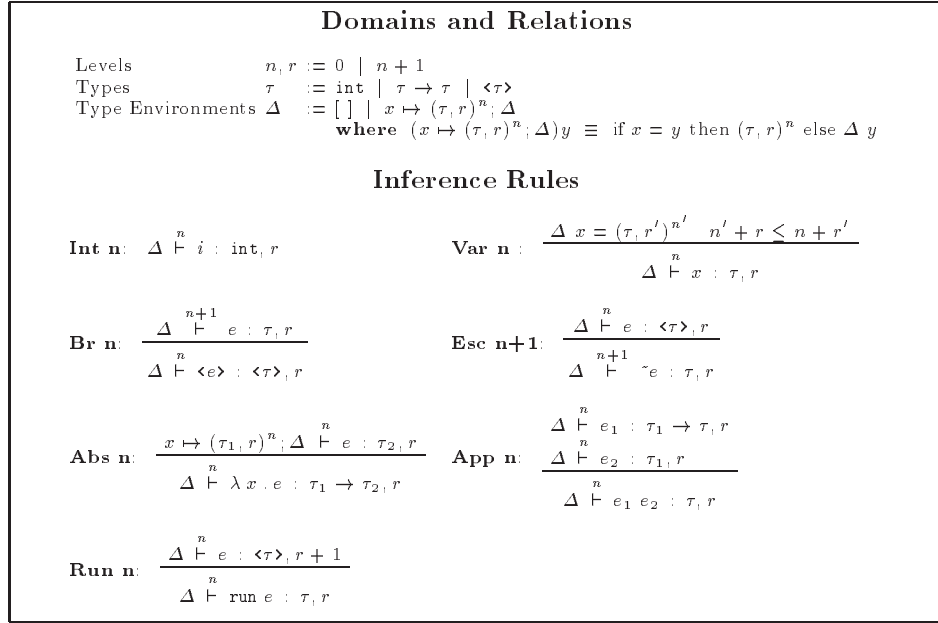 Domains and Relations
Levels n, r := 0 | n + 1
Types τ := int | τ → τ | <τ>
Type Environments Δ := [ ] | x ↦ (τ, r)ⁿ; Δ
where (x ↦ (τ, r)ⁿ; Δ)y ≡ if x = y then (τ, r)ⁿ else Δ y
Inference Rules
Int n: Δ ⊢ⁿ i : int, r
Var n : Δ x = (τ, r′)ⁿ′ n′ + r ≤ n + r′
Δ ⊢ⁿ x : τ, r
Br n: Δ ⊢ⁿ⁺¹ e : τ, r
Δ ⊢ⁿ <e> : <τ>, r
Esc n+1: Δ ⊢ⁿ e : <τ>, r
Δ ⊢ⁿ⁺¹ ˜e : τ, r
Abs n: x ↦ (τ₁, r)ⁿ; Δ ⊢ⁿ e : τ₂, r
Δ ⊢ⁿ λ x . e : τ₁ → τ₂, r
App n: Δ ⊢ⁿ e₁ : τ₁ → τ, r
Δ ⊢ⁿ e₂ : τ₁, r
Δ ⊢ⁿ e₁ e₂ : τ, r
Run n: Δ ⊢ⁿ e : <τ>, r + 1
Δ ⊢ⁿ run e : τ, r